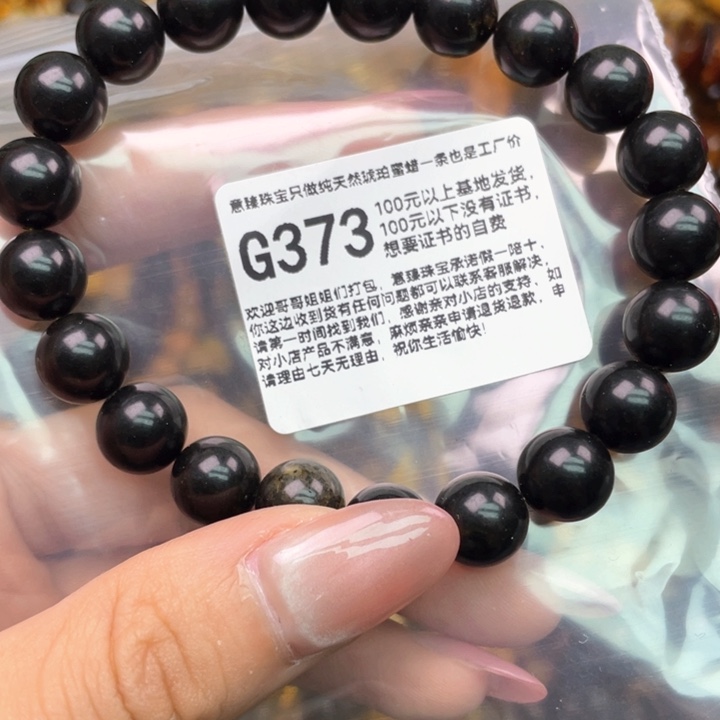 意臻珠宝只做纯天然琥珀蜜蜡一条也是工厂价
G373
100元以上基地发货，
100元以下没有证书，
想要证书的自费
欢迎哥哥姐姐们打包，意臻珠宝承诺假一赔十，
你这边收到货有任何问题都可以联系客服解决，
请第一时间找到我们，感谢亲对小店的支持、如
对小店产品不满意，麻烦亲亲申请退货退款，申
请理由七天无理由，祝你生活愉快！